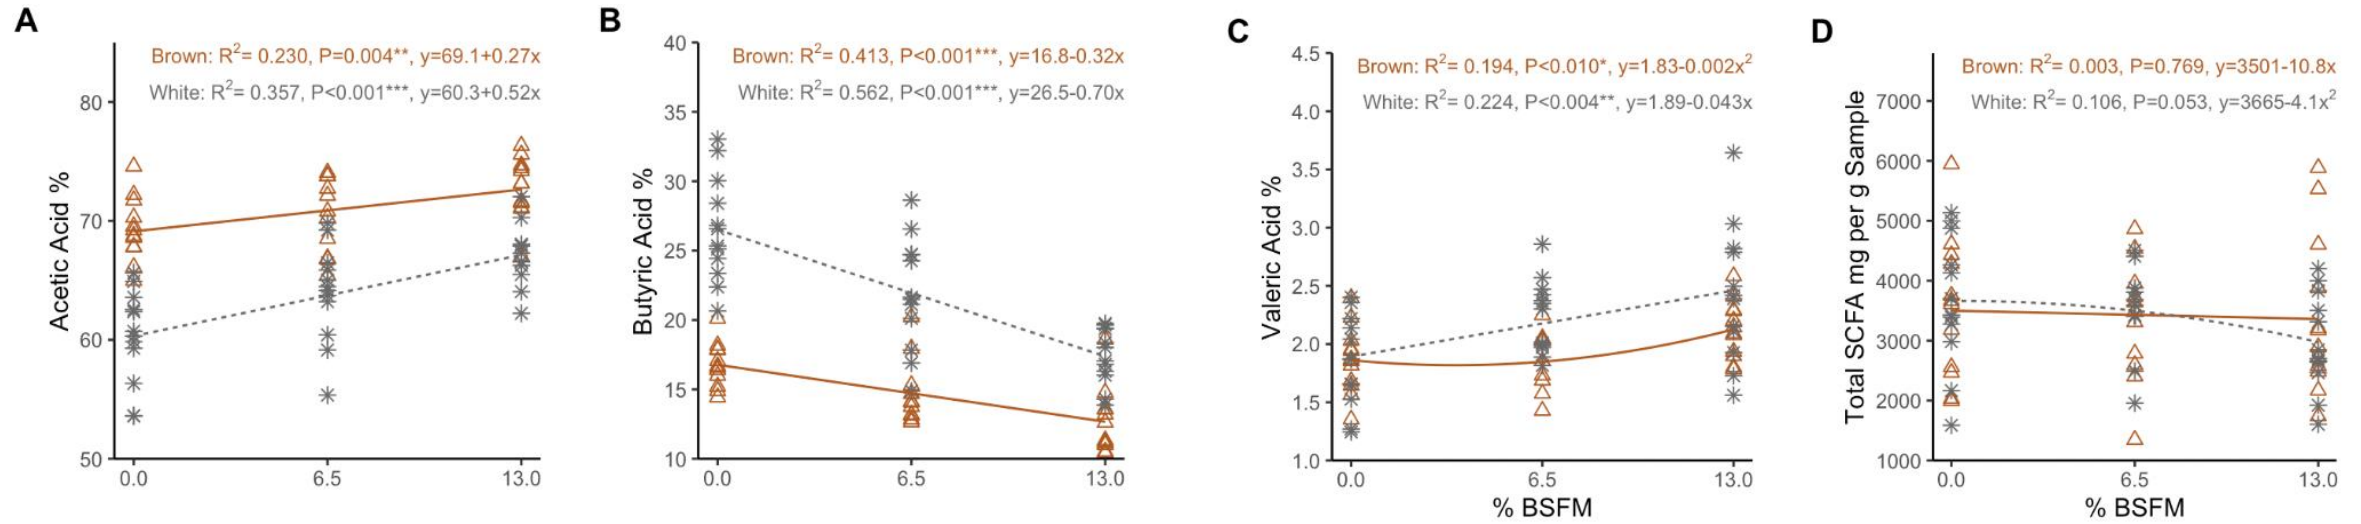 A
Brown: R²= 0.230, P=0.004**, y=69.1+0.27x
White: R²= 0.357, P<0.001***, y=60.3+0.52x
Acetic Acid %
80
70
60
50
0.0 6.5 13.0
B
Brown: R²= 0.413, P<0.001***, y=16.8-0.32x
White: R²= 0.562, P<0.001***, y=26.5-0.70x
Butyric Acid %
40
35
30
25
20
15
10
0.0 6.5 13.0
C
Brown: R²= 0.194, P<0.010*, y=1.83-0.002x²
White: R²= 0.224, P<0.004**, y=1.89-0.043x
Valeric Acid %
4.5
4.0
3.5
3.0
2.5
2.0
1.5
1.0
0.0 6.5 13.0
% BSFM
D
Brown: R²= 0.003, P=0.769, y=3501-10.8x
White: R²= 0.106, P=0.053, y=3665-4.1x²
Total SCFA mg per g Sample
7000
6000
5000
4000
3000
2000
1000
0.0 6.5 13.0
% BSFM